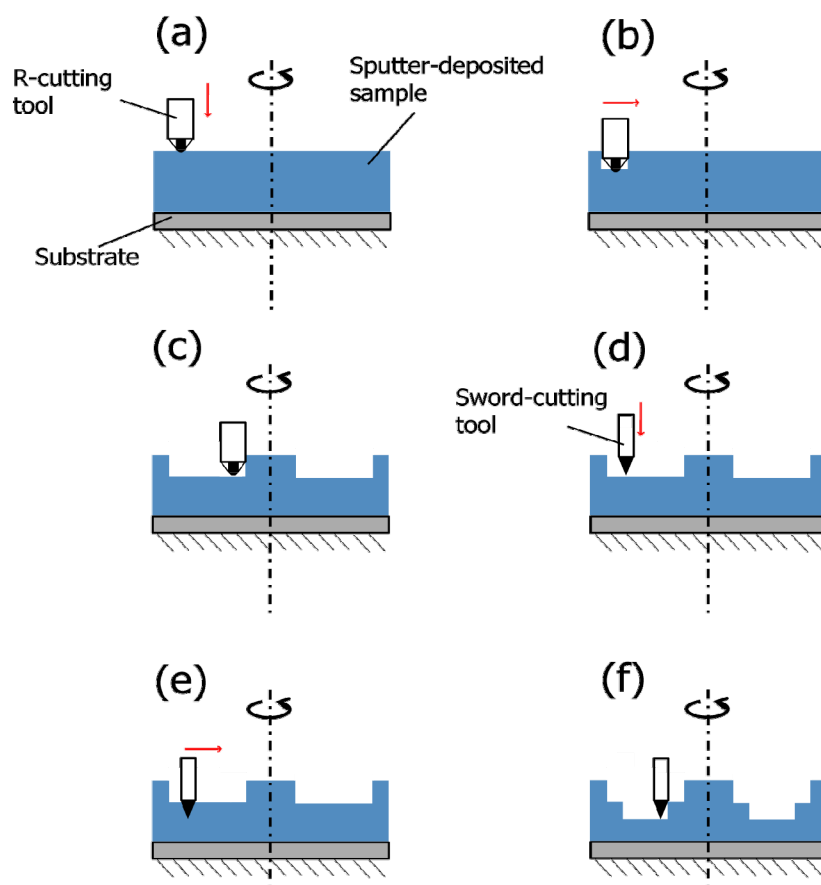 (a)
R-cutting
tool
Sputter-deposited
sample
Substrate
(b)
(c)
(d)
Sword-cutting
tool
(e)
(f)